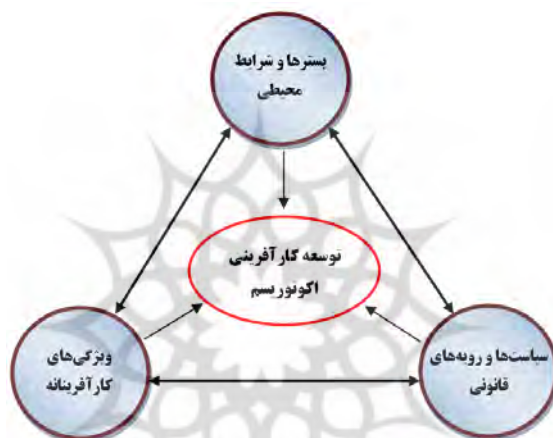 بسترها و شرایط
محیطی
توسعه کارآفرینی
اکوتوریسم
ویژگی‌های
کارآفرینانه
سیاست‌ها و رویه‌های
قانونی